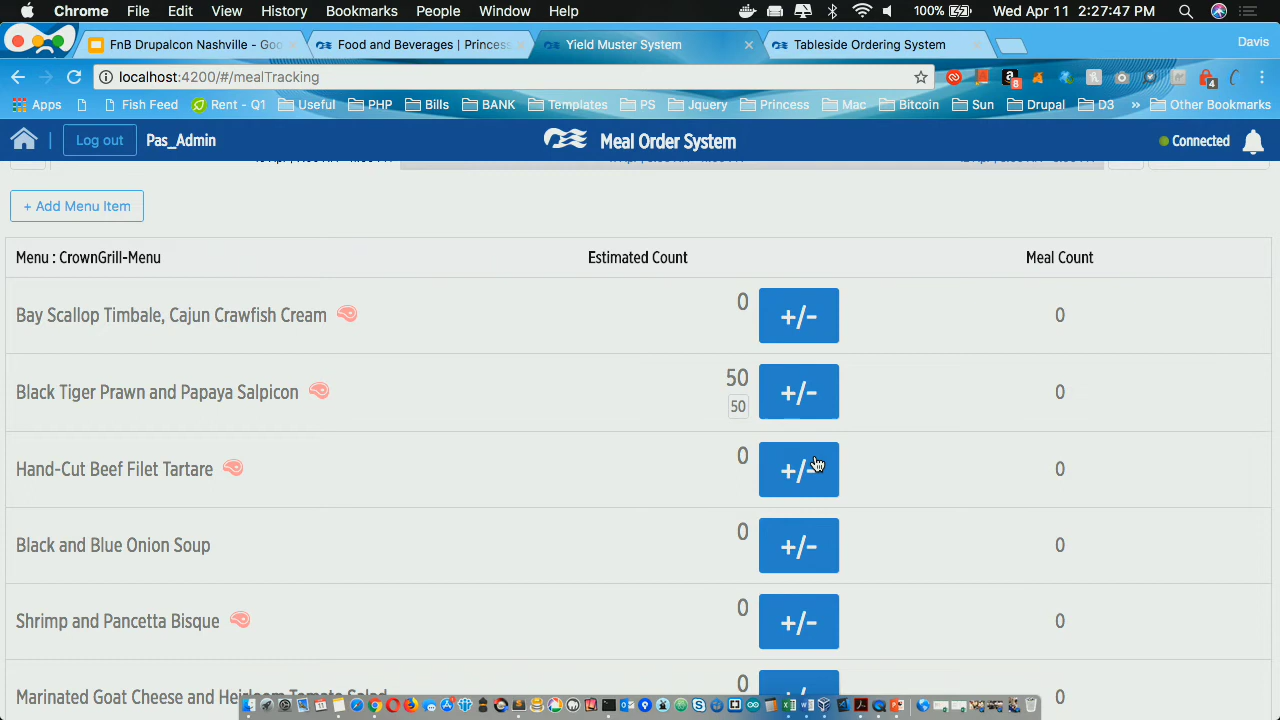 Chrome File Edit View History Bookmarks People Window Help 100% Wed Apr 11 2:27:47 PM
FnB Drupalcon Nashville - Goo Food and Beverages | Princess Yield Muster System Tableside Ordering System Davis
localhost:4200/#/mealTracking
Apps Fish Feed Rent - Q1 Useful PHP Bills BANK Templates PS Jquery Princess Mac Bitcoin Sun Drupal D3 » Other Bookmarks
Log out Pas_Admin Meal Order System Connected
+ Add Menu Item
Menu : CrownGrill-Menu Estimated Count Meal Count
Bay Scallop Timbale, Cajun Crawfish Cream 0 +/- 0
Black Tiger Prawn and Papaya Salpicon 50 50 +/- 0
Hand-Cut Beef Filet Tartare 0 +/- 0
Black and Blue Onion Soup 0 +/- 0
Shrimp and Pancetta Bisque 0 +/- 0
Marinated Goat Cheese and Heirloom Tomato Salad 0 +/- 0